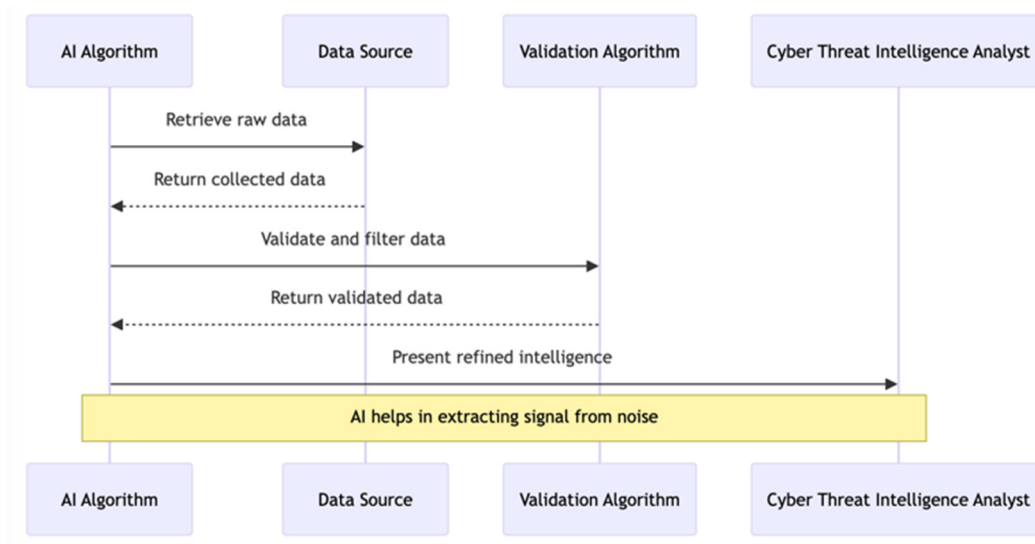 AI Algorithm
Data Source
Validation Algorithm
Cyber Threat Intelligence Analyst
Retrieve raw data
Return collected data
Validate and filter data
Return validated data
Present refined intelligence
AI helps in extracting signal from noise
AI Algorithm
Data Source
Validation Algorithm
Cyber Threat Intelligence Analyst